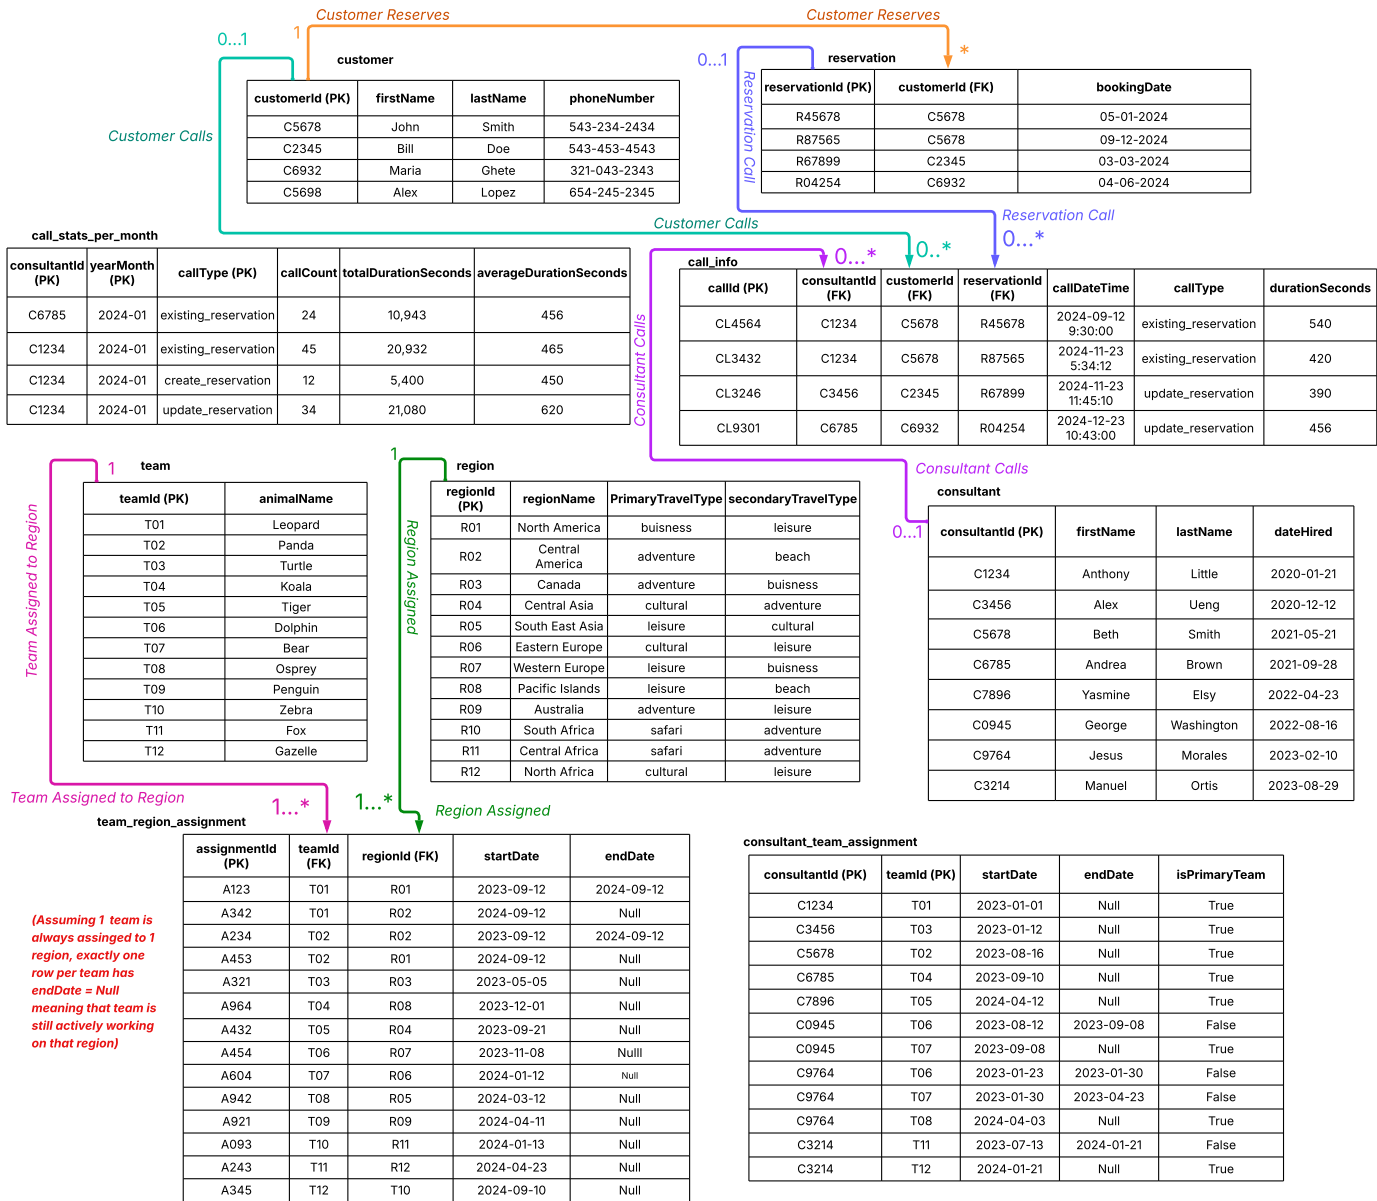 Customer Reserves
Customer Reserves
0...1
1
customer
*
0...1
reservation
customerId (PK) firstName lastName phoneNumber
C5678 John Smith 543-234-2434
C2345 Bill Doe 543-453-4543
C6932 Maria Ghete 321-043-2343
C5698 Alex Lopez 654-245-2345
Customer Calls
Reservation Call
reservationId (PK) customerId (FK) bookingDate
R45678 C5678 05-01-2024
R87565 C5678 09-12-2024
R67899 C2345 03-03-2024
R04254 C6932 04-06-2024
Customer Calls
Reservation Call
0...*
0..*
0...*
call_stats_per_month
consultantId (PK) yearMonth (PK) callType (PK) callCount totalDurationSeconds averageDurationSeconds
C6785 2024-01 existing_reservation 24 10,943 456
C1234 2024-01 existing_reservation 45 20,932 465
C1234 2024-01 create_reservation 12 5,400 450
C1234 2024-01 update_reservation 34 21,080 620
Consultant Calls
call_info
callId (PK) consultantId (FK) customerId (FK) reservationId (FK) callDateTime callType durationSeconds
CL4564 C1234 C5678 R45678 2024-09-12 9:30:00 existing_reservation 540
CL3432 C1234 C5678 R87565 2024-11-23 5:34:12 existing_reservation 420
CL3246 C3456 C2345 R67899 2024-11-23 11:45:10 update_reservation 390
CL9301 C6785 C6932 R04254 2024-12-23 10:43:00 update_reservation 456
Consultant Calls
0...1
1
team
Team Assigned to Region
teamId (PK) animalName
T01 Leopard
T02 Panda
T03 Turtle
T04 Koala
T05 Tiger
T06 Dolphin
T07 Bear
T08 Osprey
T09 Penguin
T10 Zebra
T11 Fox
T12 Gazelle
1
region
Region Assigned
regionId (PK) regionName PrimaryTravelType secondaryTravelType
R01 North America buisness leisure
R02 Central America adventure beach
R03 Canada adventure buisness
R04 Central Asia cultural adventure
R05 South East Asia leisure cultural
R06 Eastern Europe cultural leisure
R07 Western Europe leisure buisness
R08 Pacific Islands leisure beach
R09 Australia adventure leisure
R10 South Africa safari adventure
R11 Central Africa safari adventure
R12 North Africa cultural leisure
consultant
consultantId (PK) firstName lastName dateHired
C1234 Anthony Little 2020-01-21
C3456 Alex Ueng 2020-12-12
C5678 Beth Smith 2021-05-21
C6785 Andrea Brown 2021-09-28
C7896 Yasmine Elsy 2022-04-23
C0945 George Washington 2022-08-16
C9764 Jesus Morales 2023-02-10
C3214 Manuel Ortis 2023-08-29
Team Assigned to Region
1...*
1...*
Region Assigned
team_region_assignment
assignmentId (PK) teamId (FK) regionId (FK) startDate endDate
A123 T01 R01 2023-09-12 2024-09-12
A342 T01 R02 2024-09-12 Null
A234 T02 R02 2023-09-12 2024-09-12
A453 T02 R01 2024-09-12 Null
A321 T03 R03 2023-05-05 Null
A964 T04 R08 2023-12-01 Null
A432 T05 R04 2023-09-21 Null
A454 T06 R07 2023-11-08 Nulll
A604 T07 R06 2024-01-12 Null
A942 T08 R05 2024-03-12 Null
A921 T09 R09 2024-04-11 Null
A093 T10 R11 2024-01-13 Null
A243 T11 R12 2024-04-23 Null
A345 T12 T10 2024-09-10 Null
(Assuming 1 team is
always assinged to 1
region, exactly one
row per team has
endDate = Null
meaning that team is
still actively working
on that region)
consultant_team_assignment
consultantId (PK) teamId (PK) startDate endDate isPrimaryTeam
C1234 T01 2023-01-01 Null True
C3456 T03 2023-01-12 Null True
C5678 T02 2023-08-16 Null True
C6785 T04 2023-09-10 Null True
C7896 T05 2024-04-12 Null True
C0945 T06 2023-08-12 2023-09-08 False
C0945 T07 2023-09-08 Null True
C9764 T06 2023-01-23 2023-01-30 False
C9764 T07 2023-01-30 2023-04-23 False
C9764 T08 2024-04-03 Null True
C3214 T11 2023-07-13 2024-01-21 False
C3214 T12 2024-01-21 Null True